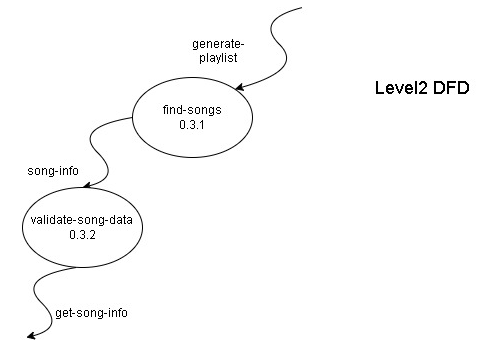 generate-
playlist
Level2 DFD
find-songs
0.3.1
song-info
validate-song-data
0.3.2
get-song-info